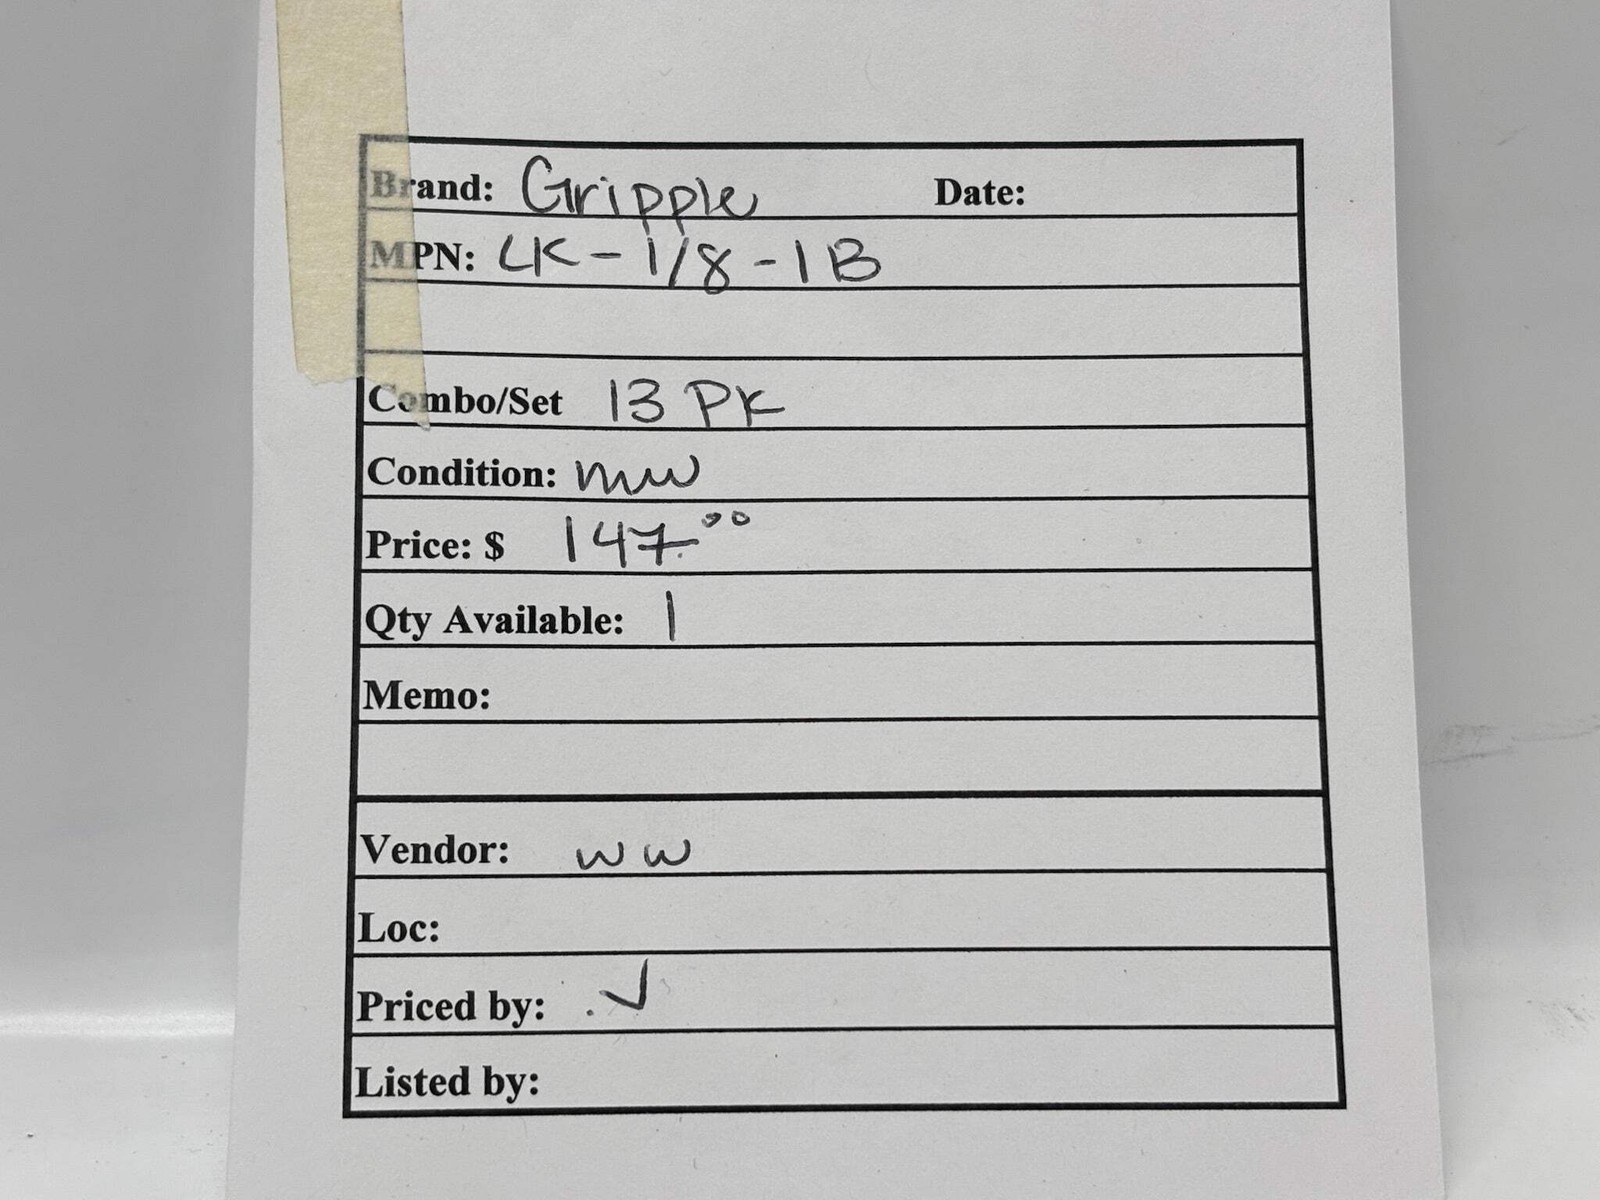 Brand: Gripple Date:
MPN: LK-1/8-1B
Combo/Set 13 PK
Condition: nw
Price: $ 147.00
Qty Available: 1
Memo:
Vendor: WW
Loc:
Priced by: ✓
Listed by: